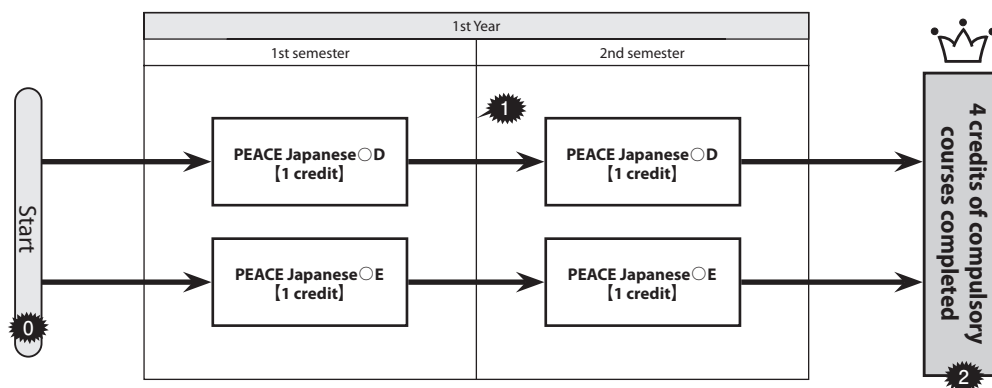 1st Year
1st semester
2nd semester
1
PEACE Japanese○D
【1 credit】
PEACE Japanese○D
【1 credit】
Start
0
PEACE Japanese○E
【1 credit】
PEACE Japanese○E
【1 credit】
4 credits of compulsory
courses completed
2